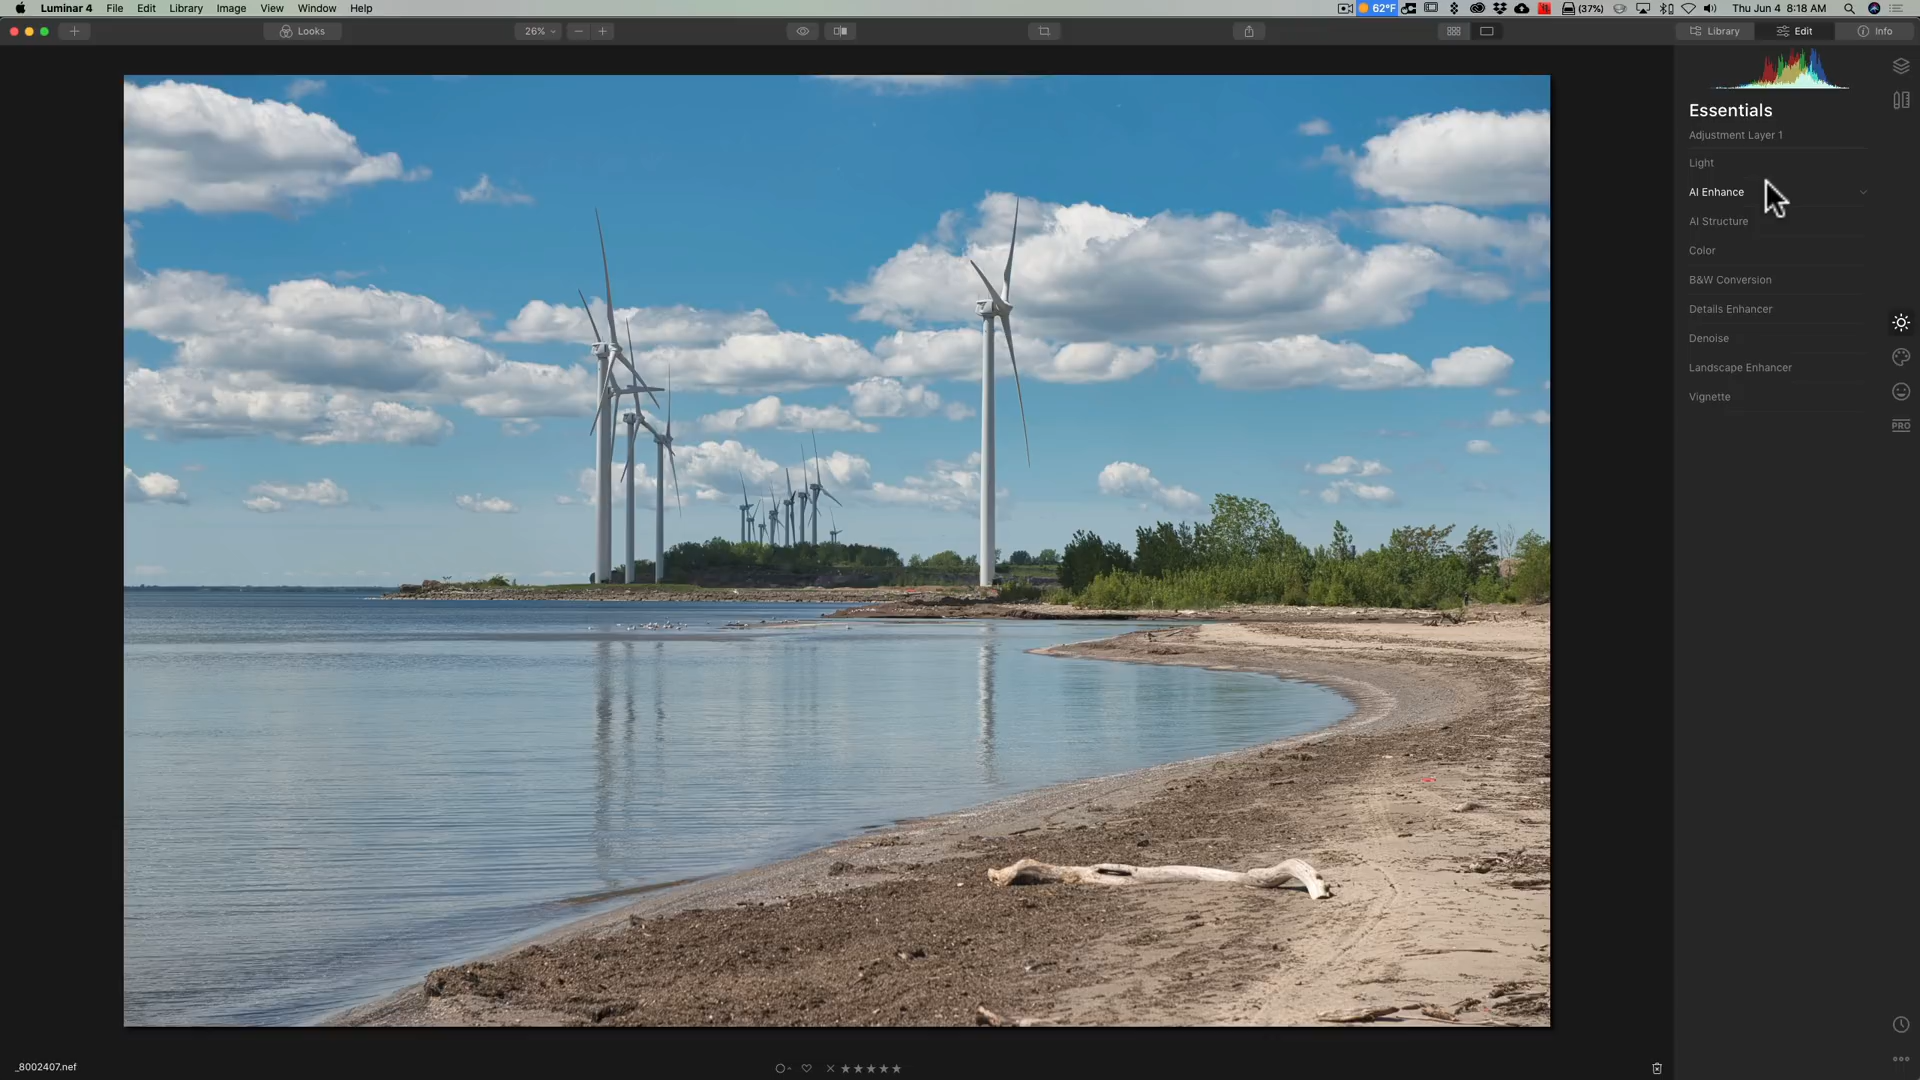 Luminar 4 File Edit Library Image View Window Help 62°F (37%) Thu Jun 4 8:18 AM
Looks 26% Library Edit Info
Essentials
Adjustment Layer 1
Light
AI Enhance
AI Structure
Color
B&W Conversion
Details Enhancer
Denoise
Landscape Enhancer
Vignette
PRO
_8002407.nef